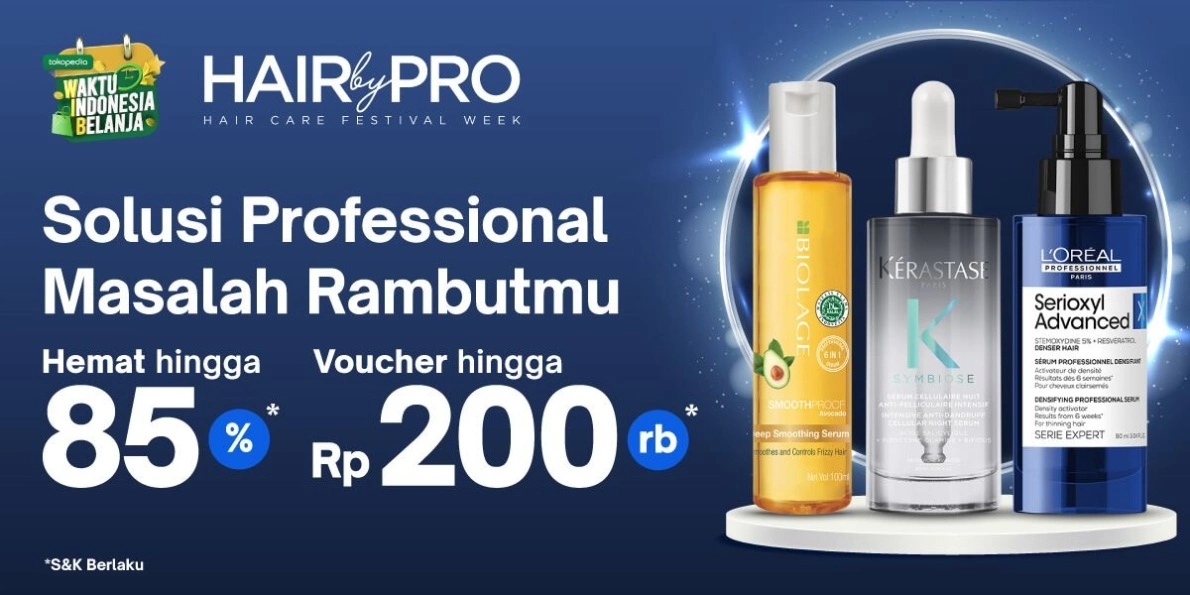 tokopedia
WAKTU
INDONESIA
BELANJA
HAIR by PRO
HAIR CARE FESTIVAL WEEK
Solusi Professional
Masalah Rambutmu
Hemat hingga
85%*
Voucher hingga
Rp200rb*
*S&K Berlaku
BIOLAGE
6 IN 1
SMOOTHPROOF
Avocado
Deep Smoothing Serum
Smoothes and Controls Frizzy Hair
Net Vol 100ml
KÉRASTASE
PARIS
K
SYMBIOSE
SÉRUM CELLULAIRE NUIT
ANTI-PELLICULAIRE INTENSIF
INTENSIVE ANTI-DANDRUFF
CELLULAR NIGHT SERUM
L'ORÉAL
PROFESSIONNEL
PARIS
Serioxyl
Advanced
STEMOXYDINE 5% + RESVERATROL
DENSER HAIR
SÉRUM PROFESSIONNEL DENSIFIANT
Activateur de densité
Résultats dès 6 semaines*
Pour cheveux clairsemés
DENSIFYING PROFESSIONAL SERUM
Density activator
Results from 6 weeks*
For thinning hair
SERIE EXPERT